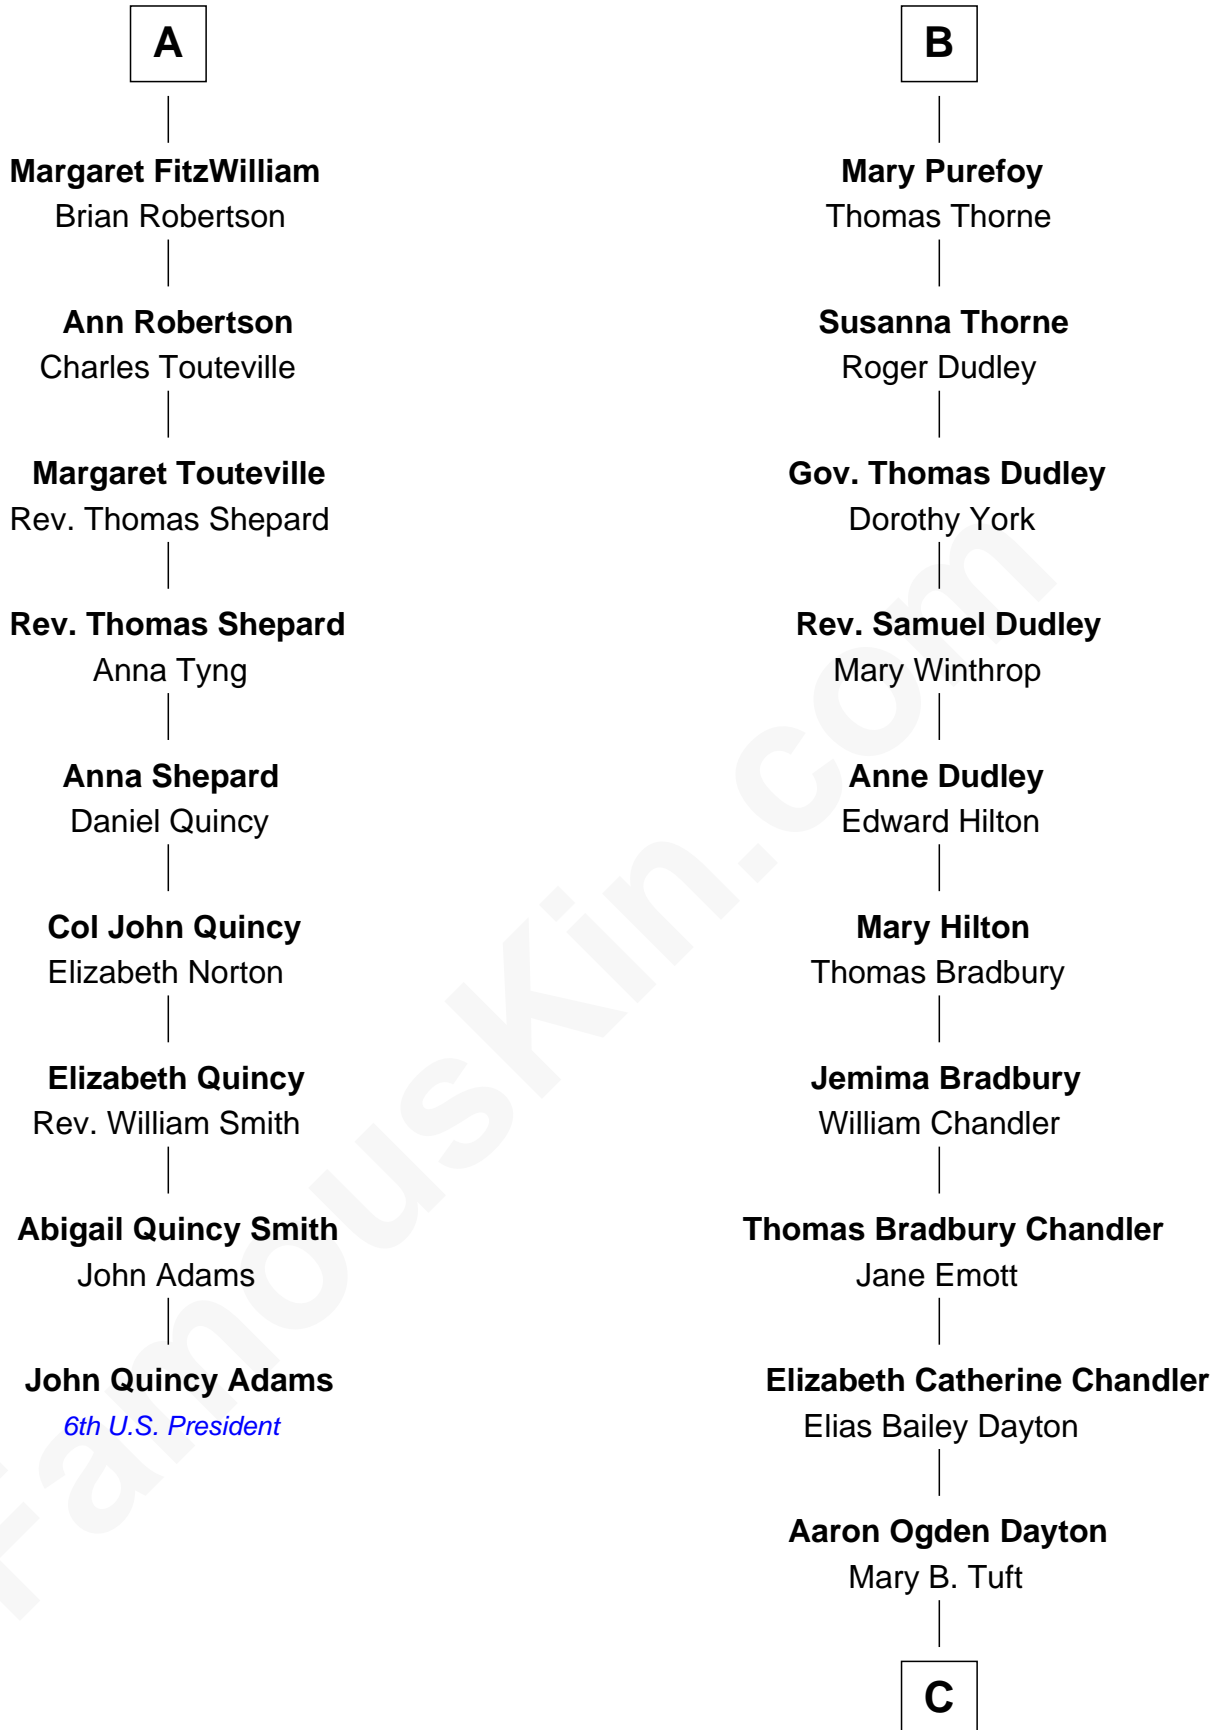 A
Margaret FitzWilliam
Brian Robertson
Ann Robertson
Charles Touteville
Margaret Touteville
Rev. Thomas Shepard
Rev. Thomas Shepard
Anna Tyng
Anna Shepard
Daniel Quincy
Col John Quincy
Elizabeth Norton
Elizabeth Quincy
Rev. William Smith
Abigail Quincy Smith
John Adams
John Quincy Adams
6th U.S. President
B
Mary Purefoy
Thomas Thorne
Susanna Thorne
Roger Dudley
Gov. Thomas Dudley
Dorothy York
Rev. Samuel Dudley
Mary Winthrop
Anne Dudley
Edward Hilton
Mary Hilton
Thomas Bradbury
Jemima Bradbury
William Chandler
Thomas Bradbury Chandler
Jane Emott
Elizabeth Catherine Chandler
Elias Bailey Dayton
Aaron Ogden Dayton
Mary B. Tuft
C
FamousKin.com